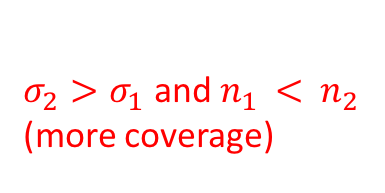 σ₂ > σ₁ and n₁ < n₂
(more coverage)